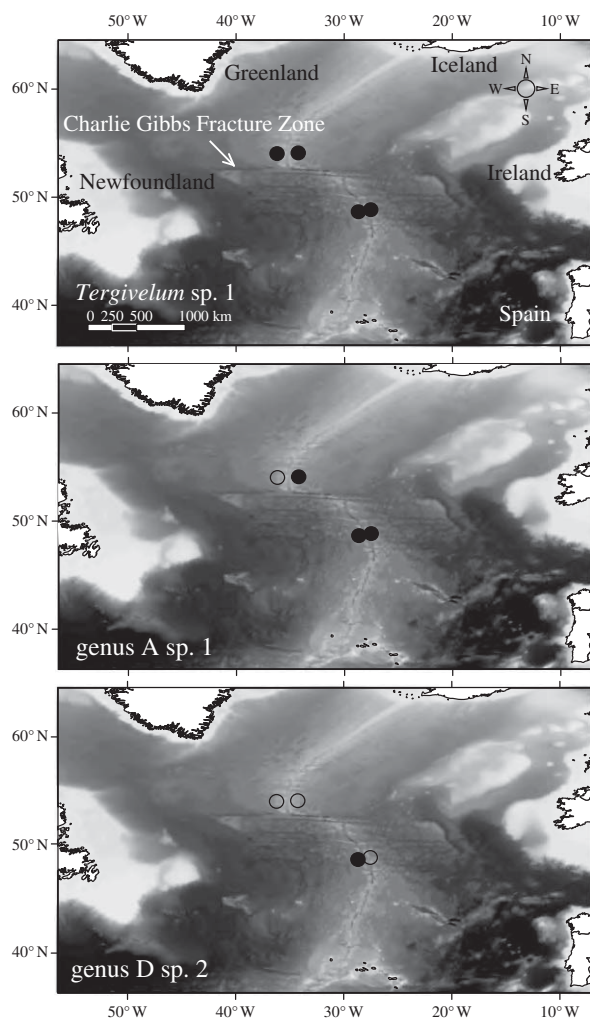 50° W 40° W 30° W 20° W 10° W
60° N
50° N
40° N
Greenland
Iceland
N
W E
S
Charlie Gibbs Fracture Zone
Newfoundland
Ireland
Tergivelum sp. 1
0 250 500 1000 km
Spain
60° N
50° N
40° N
genus A sp. 1
60° N
50° N
40° N
genus D sp. 2
50° W 40° W 30° W 20° W 10° W